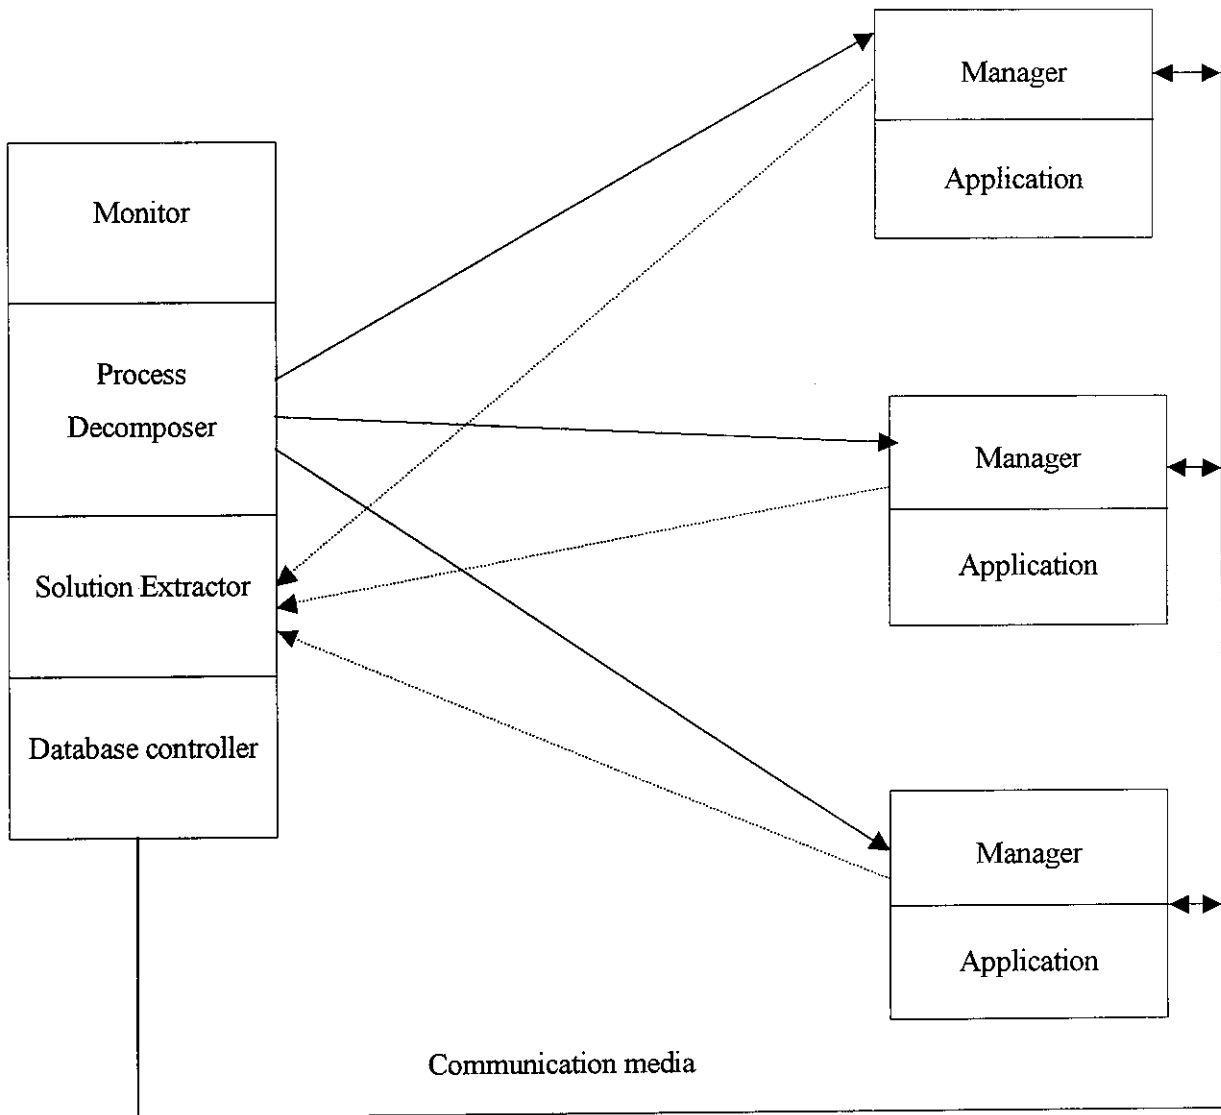 Monitor
Process
Decomposer
Solution Extractor
Database controller
Manager
Application
Manager
Application
Manager
Application
Communication media